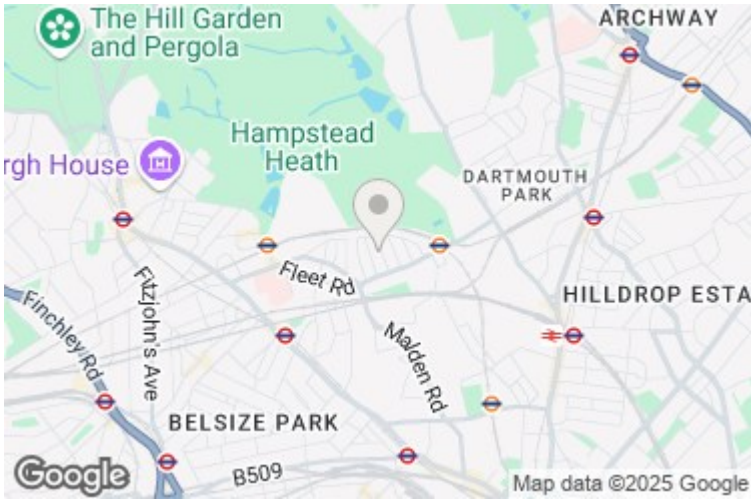 The Hill Garden
and Pergola
ARCHWAY
Hampstead
Heath
rgh House
DARTMOUTH
PARK
Fleet Rd
HILLDROP ESTA
Fitzjohn's Ave
Finchley Rd
Malden Rd
BELSIZE PARK
B509
Google
Map data ©2025 Google